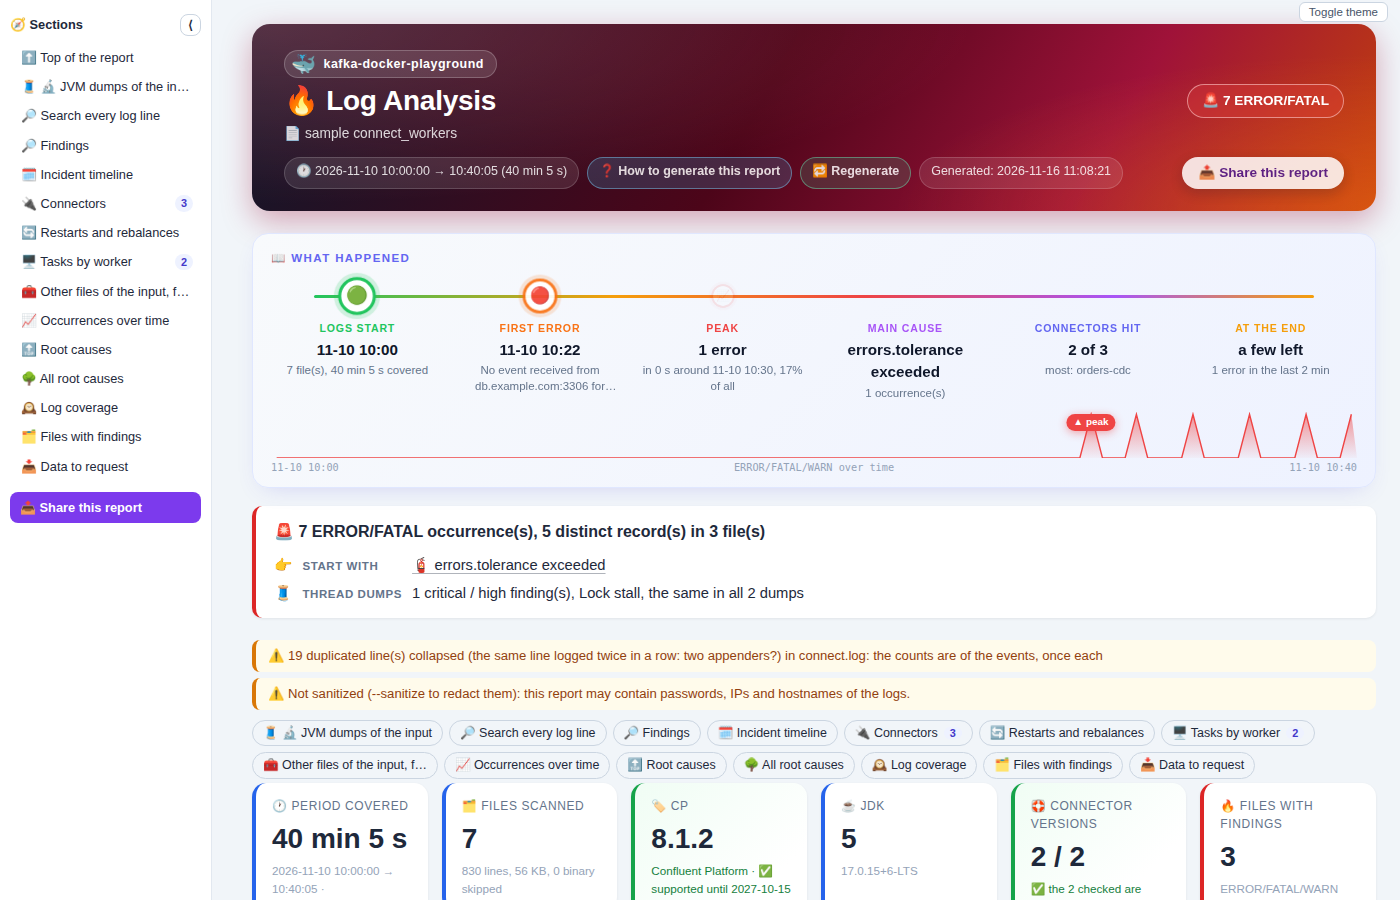 Sections
⟨
Top of the report
JVM dumps of the in…
Search every log line
Findings
Incident timeline
Connectors 3
Restarts and rebalances
Tasks by worker 2
Other files of the input, f…
Occurrences over time
Root causes
All root causes
Log coverage
Files with findings
Data to request
Share this report
Toggle theme
kafka-docker-playground
Log Analysis
sample connect_workers
7 ERROR/FATAL
2026-11-10 10:00:00 → 10:40:05 (40 min 5 s)
How to generate this report
Regenerate
Generated: 2026-11-16 11:08:21
Share this report
WHAT HAPPENED
LOGS START
11-10 10:00
7 file(s), 40 min 5 s covered
FIRST ERROR
11-10 10:22
No event received from
db.example.com:3306 for…
PEAK
1 error
in 0 s around 11-10 10:30, 17%
of all
MAIN CAUSE
errors.tolerance
exceeded
1 occurrence(s)
CONNECTORS HIT
2 of 3
most: orders-cdc
AT THE END
a few left
1 error in the last 2 min
▲ peak
11-10 10:00
ERROR/FATAL/WARN over time
11-10 10:40
7 ERROR/FATAL occurrence(s), 5 distinct record(s) in 3 file(s)
START WITH errors.tolerance exceeded
THREAD DUMPS 1 critical / high finding(s), Lock stall, the same in all 2 dumps
19 duplicated line(s) collapsed (the same line logged twice in a row: two appenders?) in connect.log: the counts are of the events, once each
Not sanitized (--sanitize to redact them): this report may contain passwords, IPs and hostnames of the logs.
JVM dumps of the input
Search every log line
Findings
Incident timeline
Connectors 3
Restarts and rebalances
Tasks by worker 2
Other files of the input, f…
Occurrences over time
Root causes
All root causes
Log coverage
Files with findings
Data to request
PERIOD COVERED
40 min 5 s
2026-11-10 10:00:00 →
10:40:05 ·
FILES SCANNED
7
830 lines, 56 KB, 0 binary
skipped
CP
8.1.2
Confluent Platform · ✅
supported until 2027-10-15
JDK
5
17.0.15+6-LTS
CONNECTOR
VERSIONS
2 / 2
✅ the 2 checked are
FILES WITH
FINDINGS
3
ERROR/FATAL/WARN